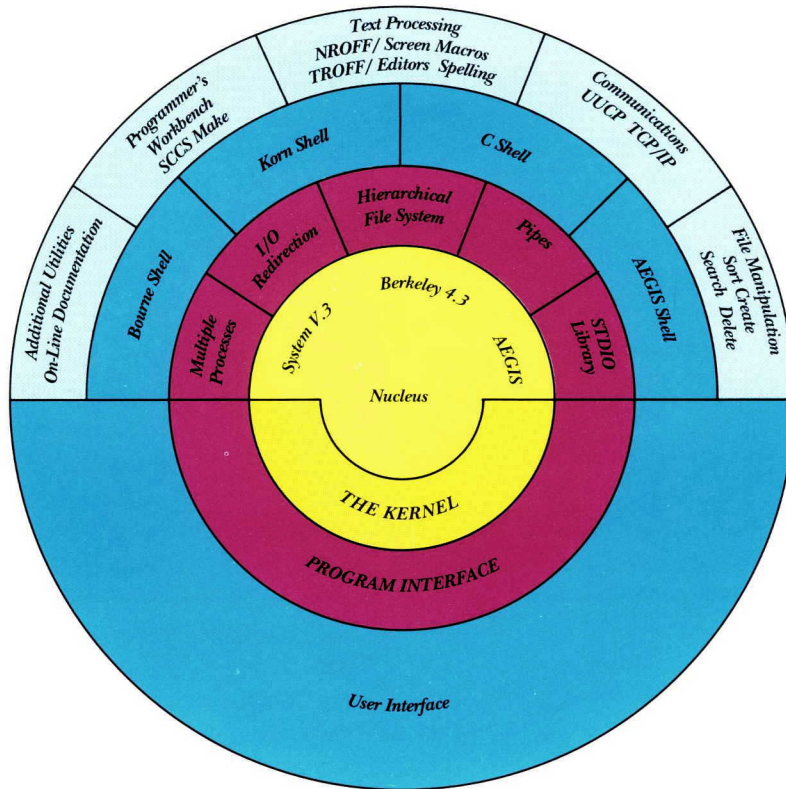 Text Processing
NROFF/ Screen Macros
TROFF/ Editors Spelling
Programmer's
Workbench
SCCS Make
Communications
UUCP TCP/IP
Additional Utilities
On-Line Documentation
File Manipulation
Sort Create
Search Delete
Bourne Shell
Korn Shell
C Shell
AEGIS Shell
Multiple
Processes
I/O
Redirection
Hierarchical
File System
Pipes
STDIO
Library
System V.3
Berkeley 4.3
AEGIS
Nucleus
THE KERNEL
PROGRAM INTERFACE
User Interface